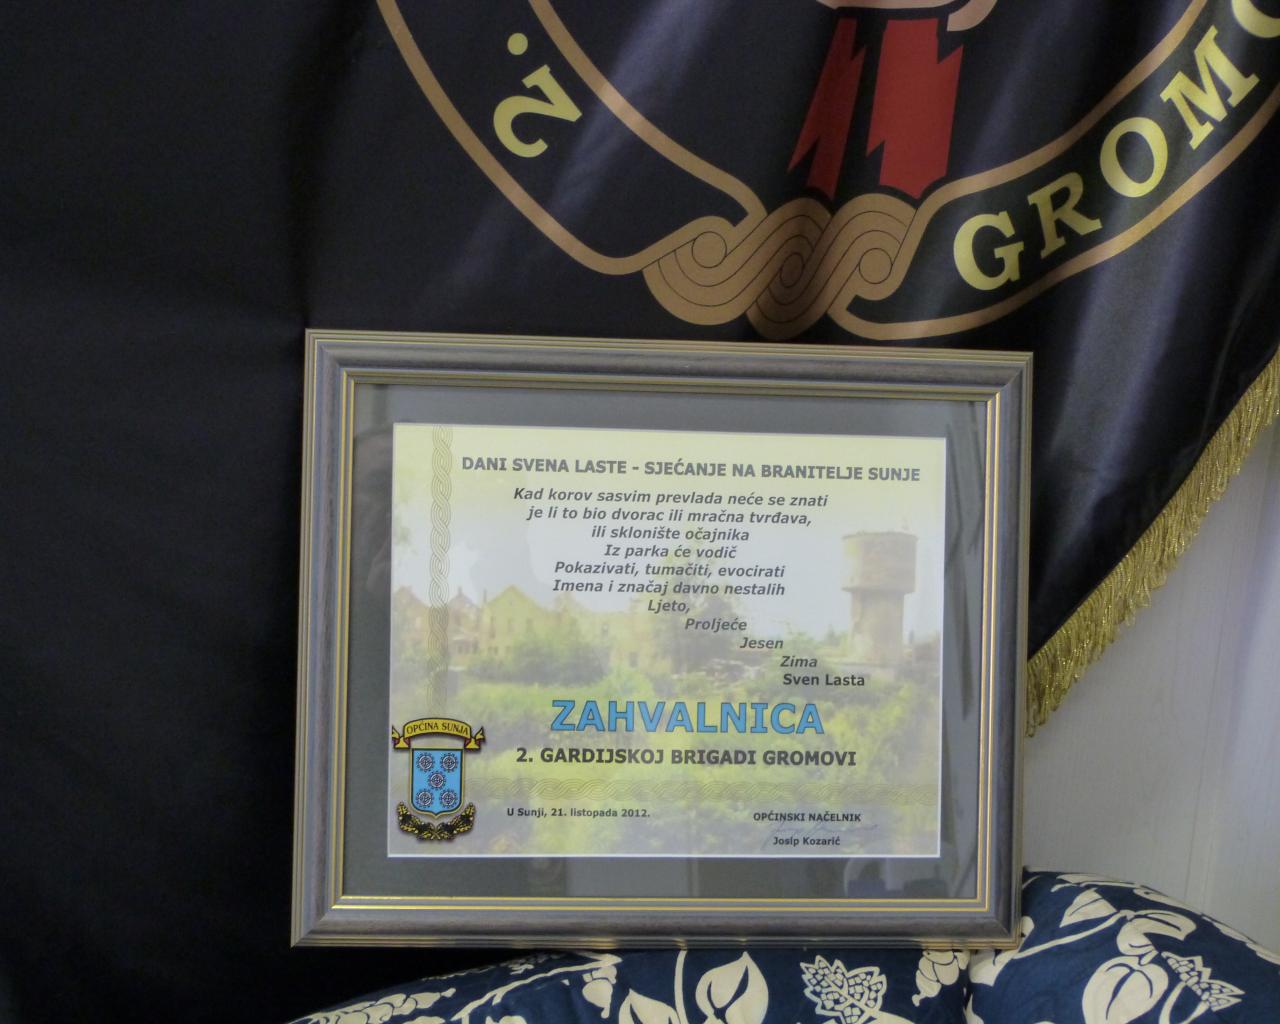 2.
GROMO
DANI SVENA LASTE - SJEĆANJE NA BRANITELJE SUNJE
Kad korov sasvim prevlada neće se znati
je li to bio dvorac ili mračna tvrđava,
ili sklonište očajnika
Iz parka će vodič
Pokazivati, tumačiti, evocirati
Imena i značaj davno nestalih
Ljeto,
Proljeće
Jesen
Zima
Sven Lasta
ZAHVALNICA
OPĆINA SUNJA
2. GARDIJSKOJ BRIGADI GROMOVI
U Sunji, 21. listopada 2012.
OPĆINSKI NAČELNIK
Josip Kozarić